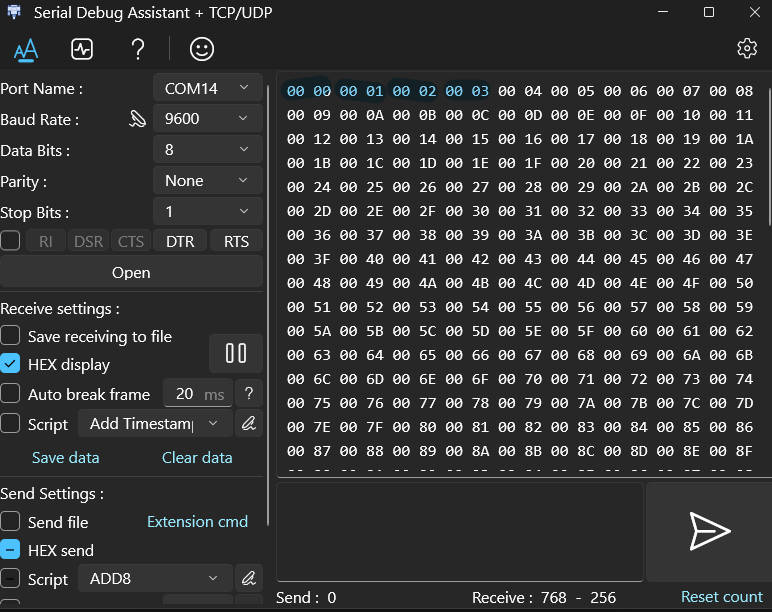 Serial Debug Assistant + TCP/UDP
Port Name :
COM14
Baud Rate :
9600
Data Bits :
8
Parity :
None
Stop Bits :
1
RI DSR CTS DTR RTS
Open
Receive settings :
Save receiving to file
HEX display
Auto break frame
20 ms
?
Script
Add Timestam
Save data
Clear data
Send Settings :
Send file
Extension cmd
HEX send
Script
ADD8
00 00 00 01 00 02 00 03 00 04 00 05 00 06 00 07 00 08
00 09 00 0A 00 0B 00 0C 00 0D 00 0E 00 0F 00 10 00 11
00 12 00 13 00 14 00 15 00 16 00 17 00 18 00 19 00 1A
00 1B 00 1C 00 1D 00 1E 00 1F 00 20 00 21 00 22 00 23
00 24 00 25 00 26 00 27 00 28 00 29 00 2A 00 2B 00 2C
00 2D 00 2E 00 2F 00 30 00 31 00 32 00 33 00 34 00 35
00 36 00 37 00 38 00 39 00 3A 00 3B 00 3C 00 3D 00 3E
00 3F 00 40 00 41 00 42 00 43 00 44 00 45 00 46 00 47
00 48 00 49 00 4A 00 4B 00 4C 00 4D 00 4E 00 4F 00 50
00 51 00 52 00 53 00 54 00 55 00 56 00 57 00 58 00 59
00 5A 00 5B 00 5C 00 5D 00 5E 00 5F 00 60 00 61 00 62
00 63 00 64 00 65 00 66 00 67 00 68 00 69 00 6A 00 6B
00 6C 00 6D 00 6E 00 6F 00 70 00 71 00 72 00 73 00 74
00 75 00 76 00 77 00 78 00 79 00 7A 00 7B 00 7C 00 7D
00 7E 00 7F 00 80 00 81 00 82 00 83 00 84 00 85 00 86
00 87 00 88 00 89 00 8A 00 8B 00 8C 00 8D 00 8E 00 8F
Send : 0
Receive : 768 - 256
Reset count